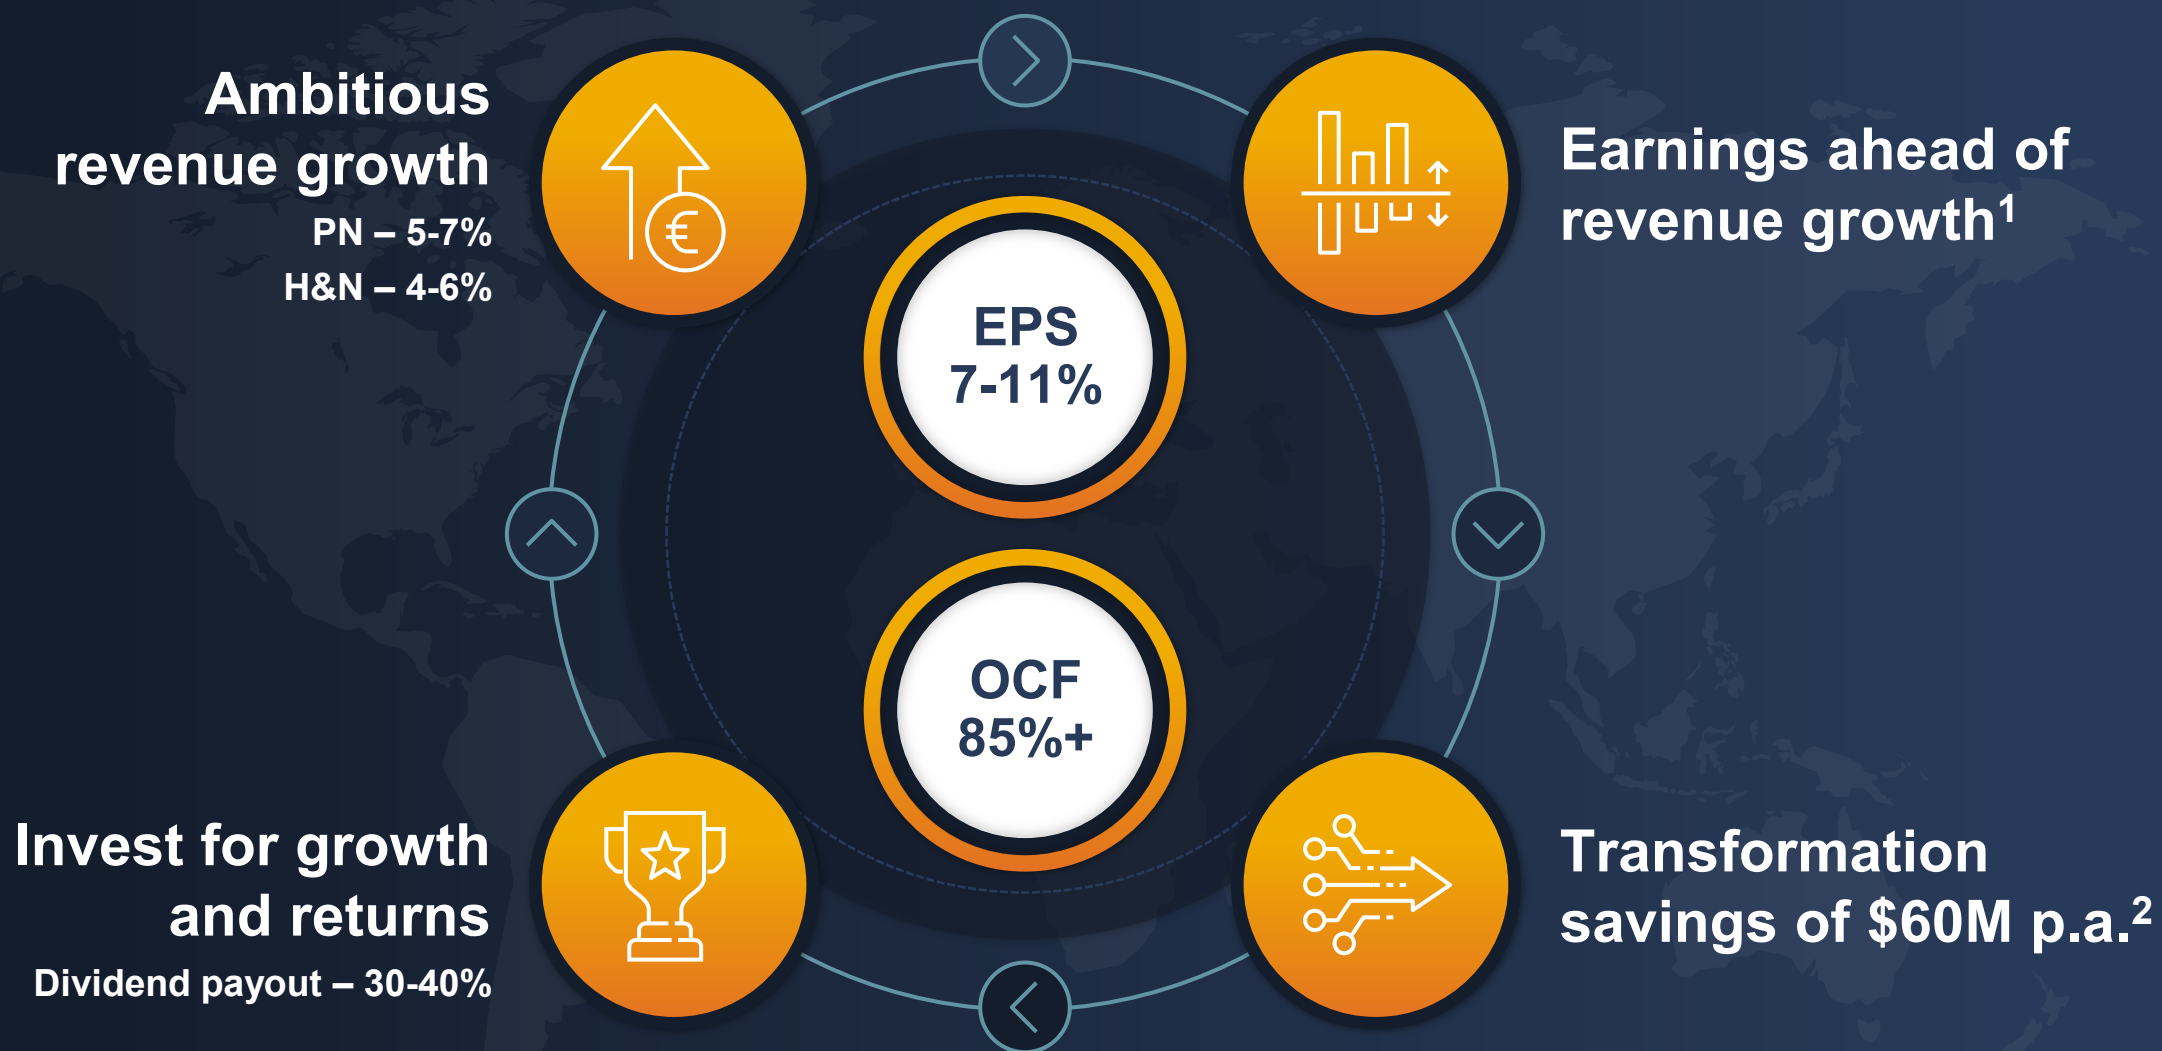 Ambitious
revenue growth
PN – 5-7%
H&N – 4-6%
€
Earnings ahead of
revenue growth¹
EPS
7-11%
OCF
85%+
Invest for growth
and returns
Dividend payout – 30-40%
Transformation
savings of $60M p.a.²